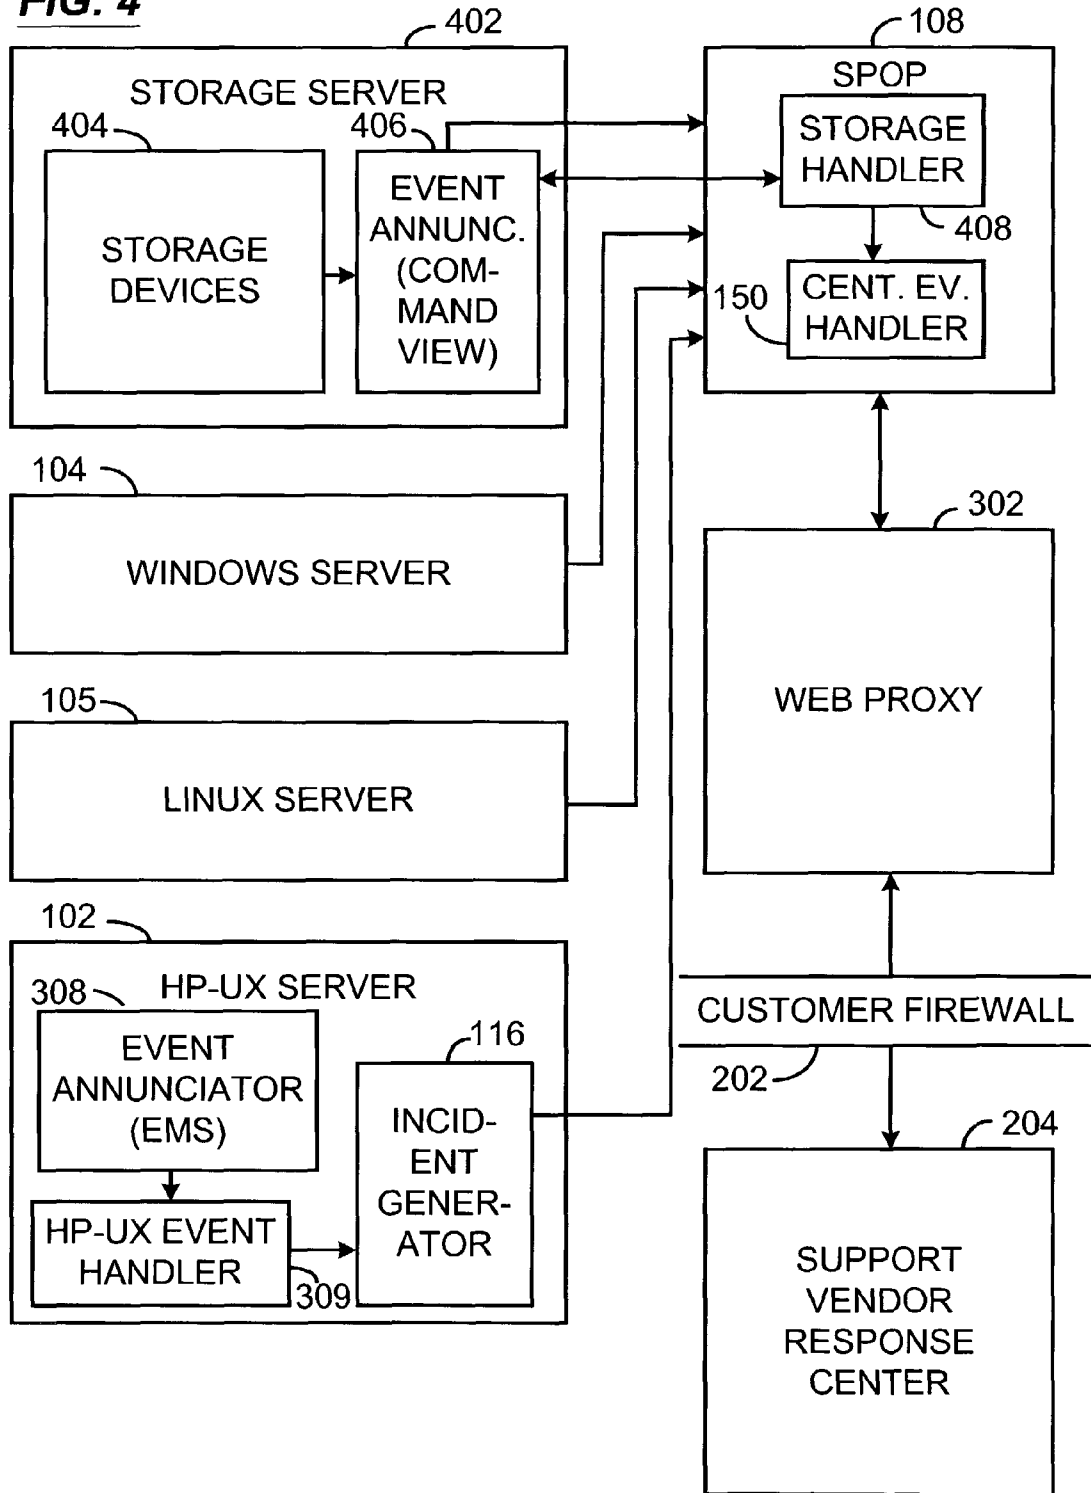 FIG. 4
402
STORAGE SERVER
404
406
STORAGE
DEVICES
EVENT
ANNUNC.
(COM-
MAND
VIEW)
108
SPOP
STORAGE
HANDLER
408
150
CENT. EV.
HANDLER
104
WINDOWS SERVER
302
WEB PROXY
105
LINUX SERVER
102
HP-UX SERVER
308
EVENT
ANNUNCIATOR
(EMS)
116
INCID-
ENT
GENER-
ATOR
HP-UX EVENT
HANDLER
309
CUSTOMER FIREWALL
202
204
SUPPORT
VENDOR
RESPONSE
CENTER